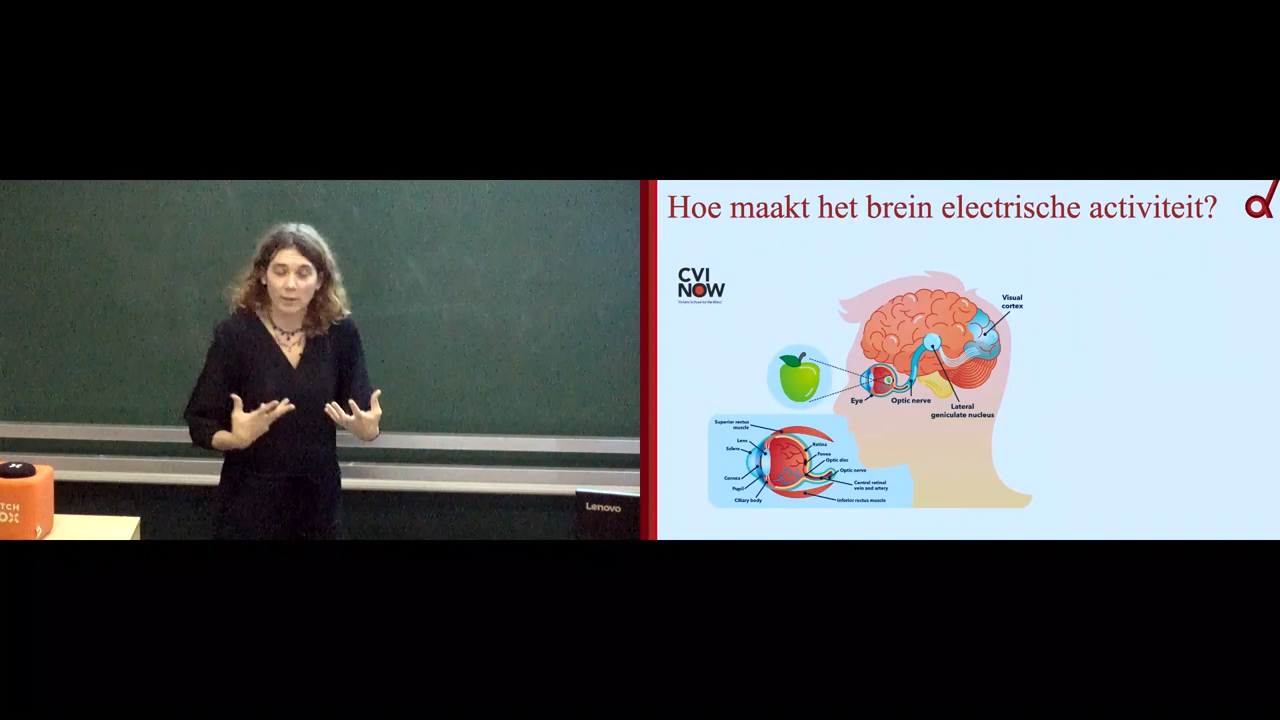 Hoe maakt het brein electrische activiteit?
CVI
NOW
Visual
cortex
Eye
Optic nerve
Lateral
geniculate nucleus
Superior rectus
muscle
Lens
Sclera
Cornea
Pupil
Ciliary body
Retina
Fovea
Optic disc
Optic nerve
Central retinal
vein and artery
Inferior rectus muscle
Lenovo